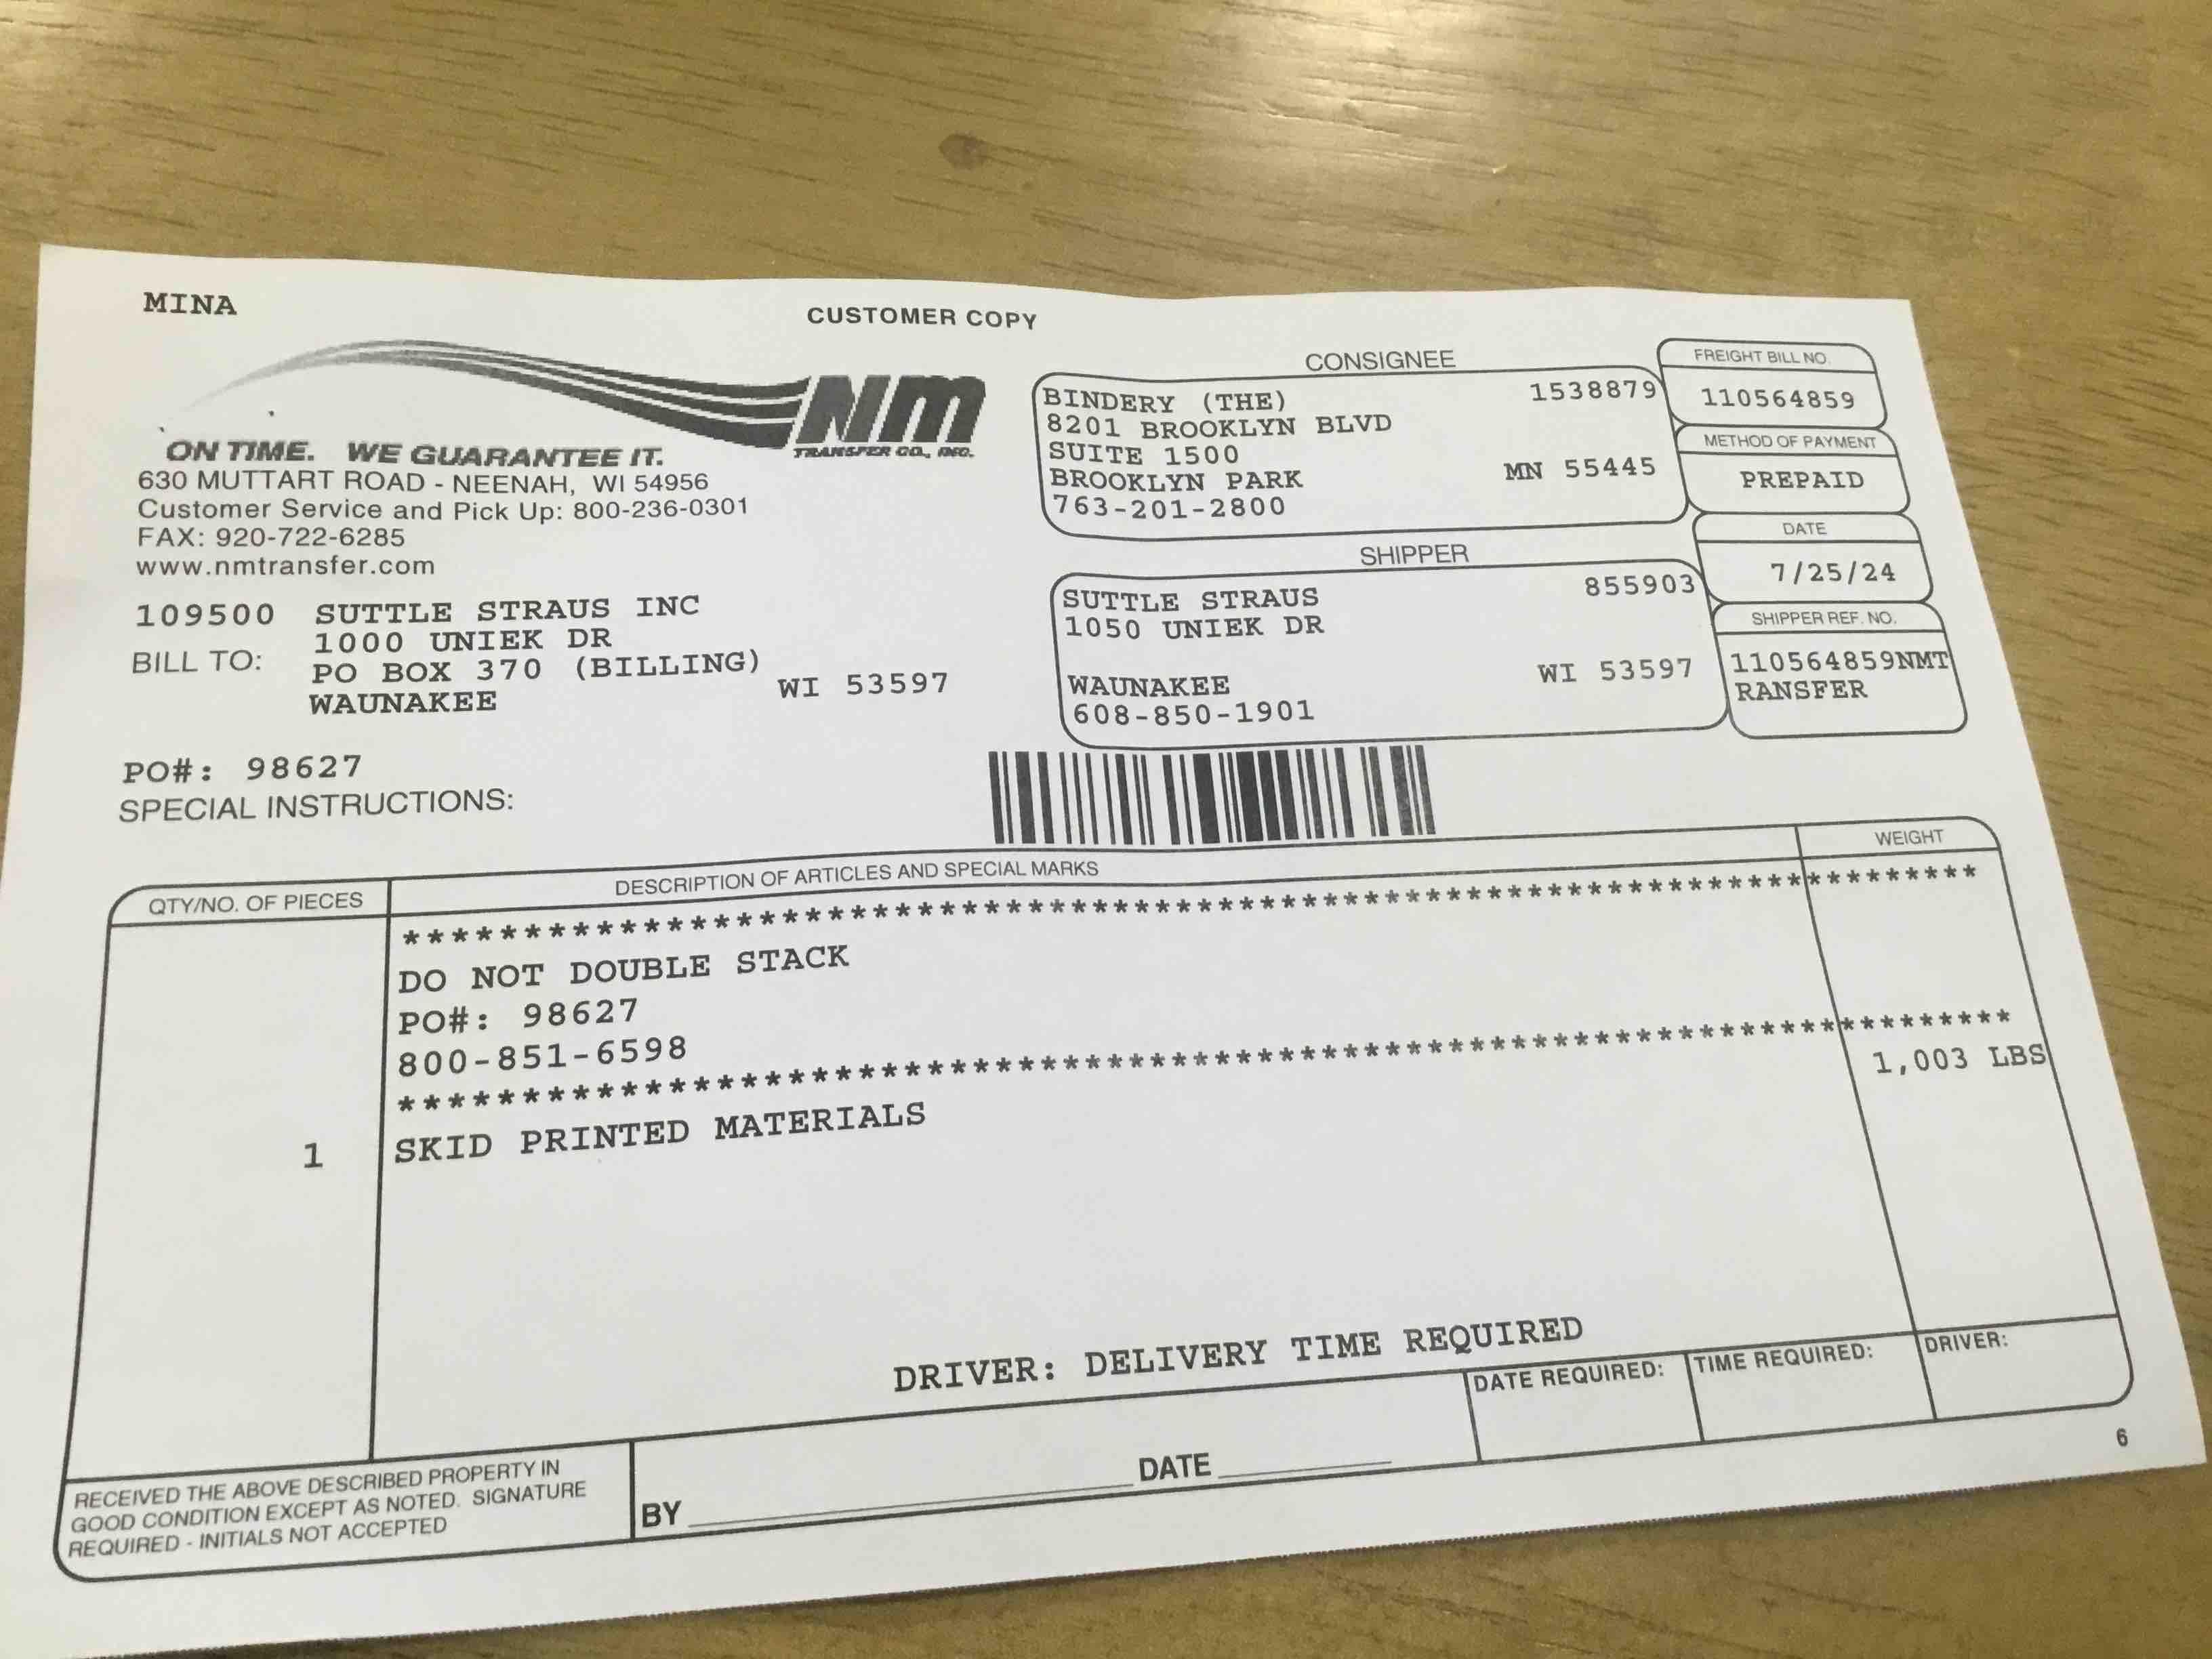 MINA
CUSTOMER COPY
NM
TRANSFER CO., INC.
ON TIME. WE GUARANTEE IT.
630 MUTTART ROAD - NEENAH, WI 54956
Customer Service and Pick Up: 800-236-0301
FAX: 920-722-6285
www.nmtransfer.com
109500 SUTTLE STRAUS INC
1000 UNIEK DR
BILL TO: PO BOX 370 (BILLING)
WAUNAKEE WI 53597
PO#: 98627
SPECIAL INSTRUCTIONS:
CONSIGNEE
BINDERY (THE) 1538879
8201 BROOKLYN BLVD
SUITE 1500
BROOKLYN PARK MN 55445
763-201-2800
SHIPPER
SUTTLE STRAUS 855903
1050 UNIEK DR
WAUNAKEE WI 53597
608-850-1901
FREIGHT BILL NO.
110564859
METHOD OF PAYMENT
PREPAID
DATE
7/25/24
SHIPPER REF. NO.
110564859NMT
RANSFER
QTY/NO. OF PIECES DESCRIPTION OF ARTICLES AND SPECIAL MARKS WEIGHT
DO NOT DOUBLE STACK
PO#: 98627
800-851-6598
1 SKID PRINTED MATERIALS 1,003 LBS
DRIVER: DELIVERY TIME REQUIRED
RECEIVED THE ABOVE DESCRIBED PROPERTY IN
GOOD CONDITION EXCEPT AS NOTED. SIGNATURE
REQUIRED - INITIALS NOT ACCEPTED
BY DATE
DATE REQUIRED: TIME REQUIRED: DRIVER:
6